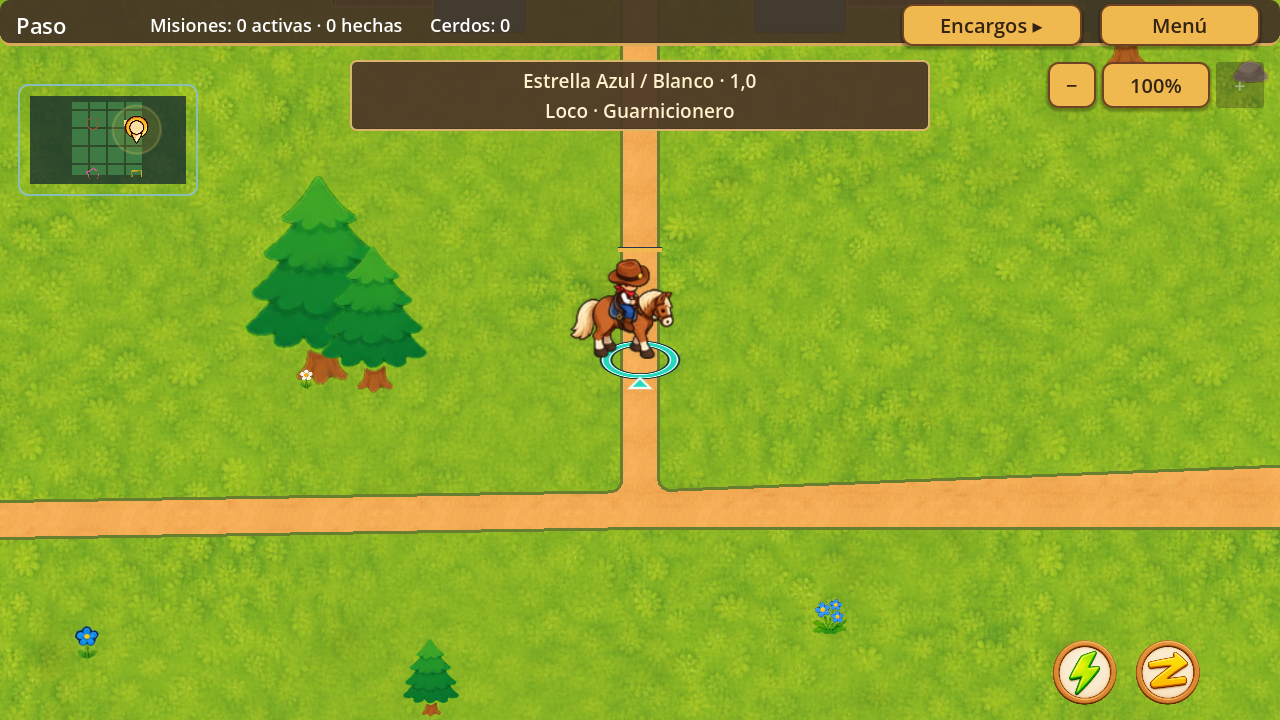 Paso
Misiones: 0 activas · 0 hechas
Cerdos: 0
Encargos ▸
Menú
Estrella Azul / Blanco · 1,0
Loco · Guarnicionero
−
100%
+